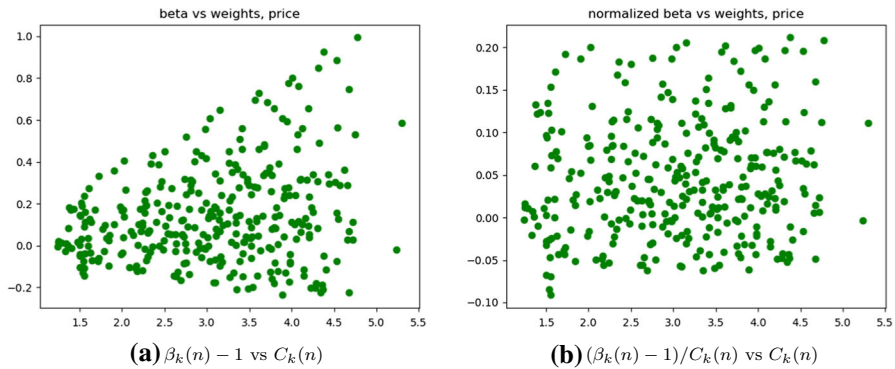 beta vs weights, price
1.0
0.8
0.6
0.4
0.2
0.0
−0.2
1.5 2.0 2.5 3.0 3.5 4.0 4.5 5.0 5.5
(a) βₖ(n) − 1 vs Cₖ(n)
normalized beta vs weights, price
0.20
0.15
0.10
0.05
0.00
−0.05
−0.10
1.5 2.0 2.5 3.0 3.5 4.0 4.5 5.0 5.5
(b) (βₖ(n) − 1)/Cₖ(n) vs Cₖ(n)